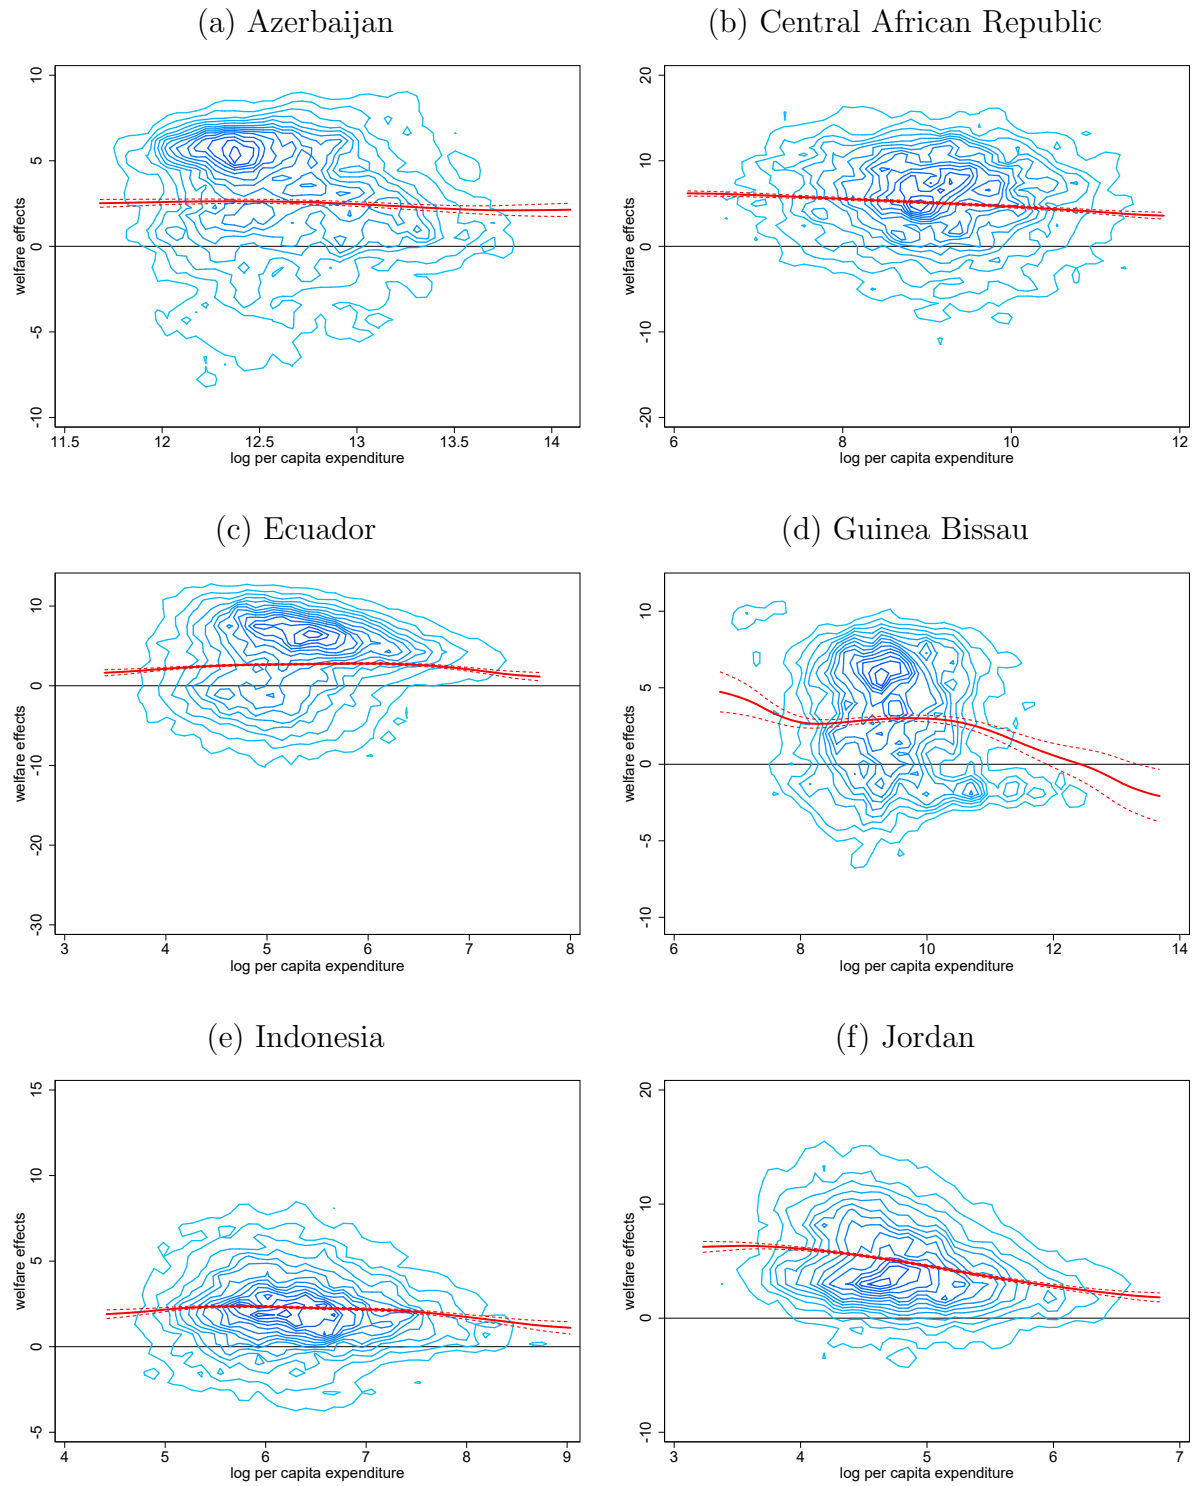 (a) Azerbaijan
10
5
0
-5
-10
welfare effects
11.5 12 12.5 13 13.5 14
log per capita expenditure
(b) Central African Republic
20
10
0
-10
-20
welfare effects
6 8 10 12
log per capita expenditure
(c) Ecuador
10
0
-10
-20
-30
welfare effects
3 4 5 6 7 8
log per capita expenditure
(d) Guinea Bissau
10
5
0
-5
-10
welfare effects
6 8 10 12 14
log per capita expenditure
(e) Indonesia
15
10
5
0
-5
welfare effects
4 5 6 7 8 9
log per capita expenditure
(f) Jordan
20
10
0
-10
welfare effects
3 4 5 6 7
log per capita expenditure